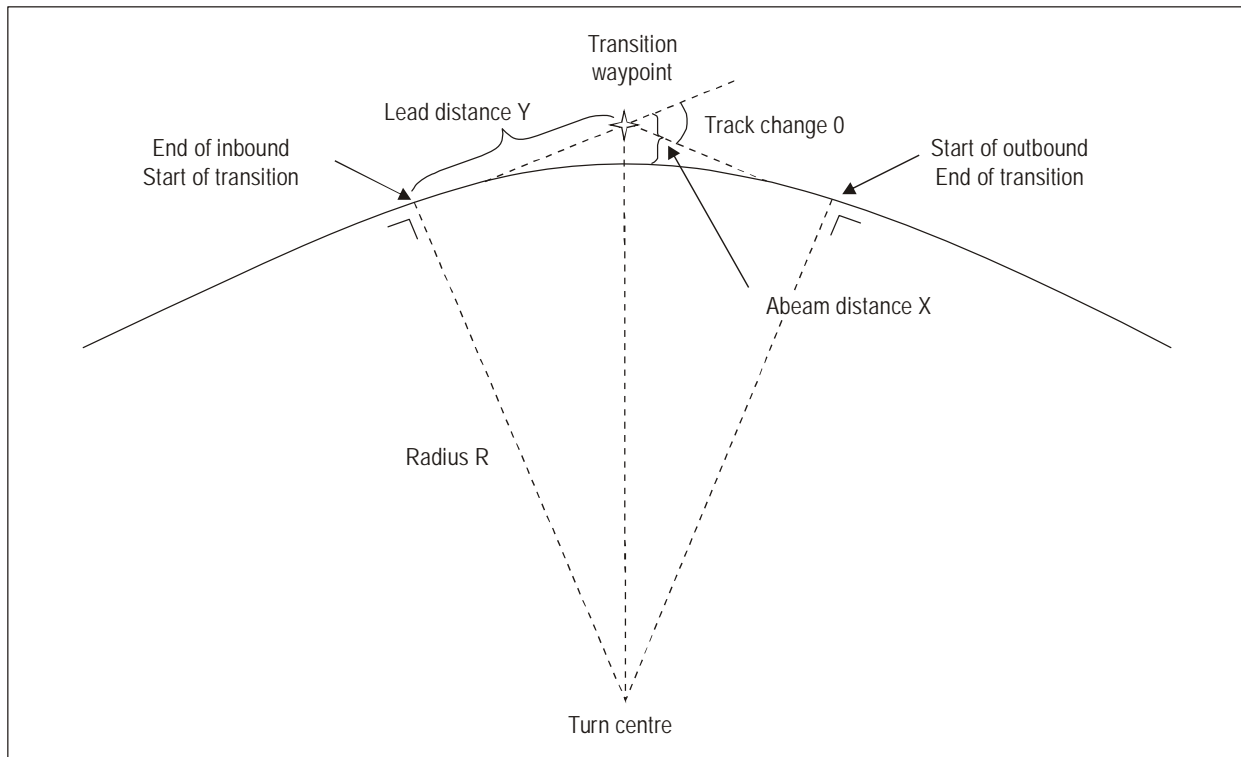 Transition
waypoint
Lead distance Y
Track change 0
End of inbound
Start of transition
Start of outbound
End of transition
Abeam distance X
Radius R
Turn centre